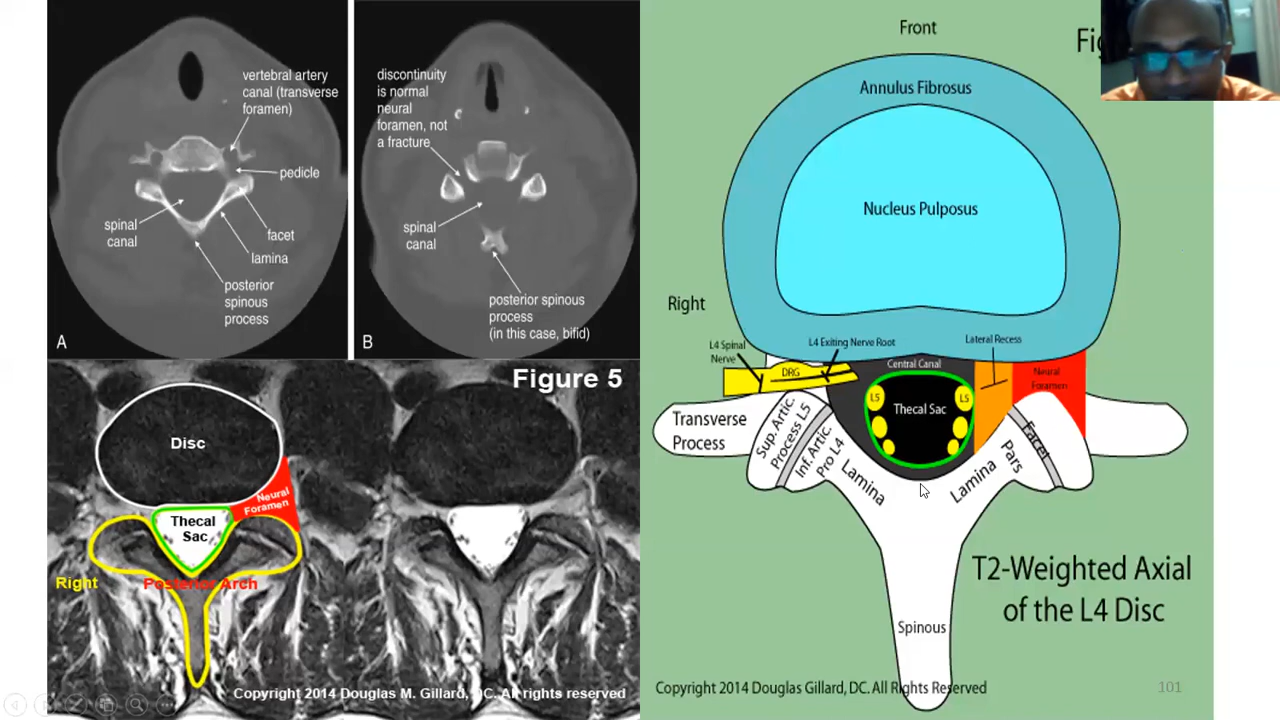 vertebral artery
canal (transverse
foramen)
pedicle
spinal
canal
facet
lamina
posterior
spinous
process
A
discontinuity
is normal
neural
foramen, not
a fracture
spinal
canal
posterior spinous
process
(in this case, bifid)
B
Figure 5
Disc
Neural
Foramen
Thecal
Sac
Right
Posterior Arch
Copyright 2014 Douglas M. Gillard, DC. All rights reserved
Front
Annulus Fibrosus
Nucleus Pulposus
Right
L4 Spinal
Nerve
L4 Exiting Nerve Root
Lateral Recess
DRG
Central Canal
Neural
Foramen
L5
Thecal Sac
L5
Transverse
Process
Sup. Artic.
Process L5
Inf. Artic.
Pro L4
Lamina
Lamina
Pars
Facet
T2-Weighted Axial
of the L4 Disc
Spinous
Copyright 2014 Douglas Gillard, DC. All Rights Reserved
101